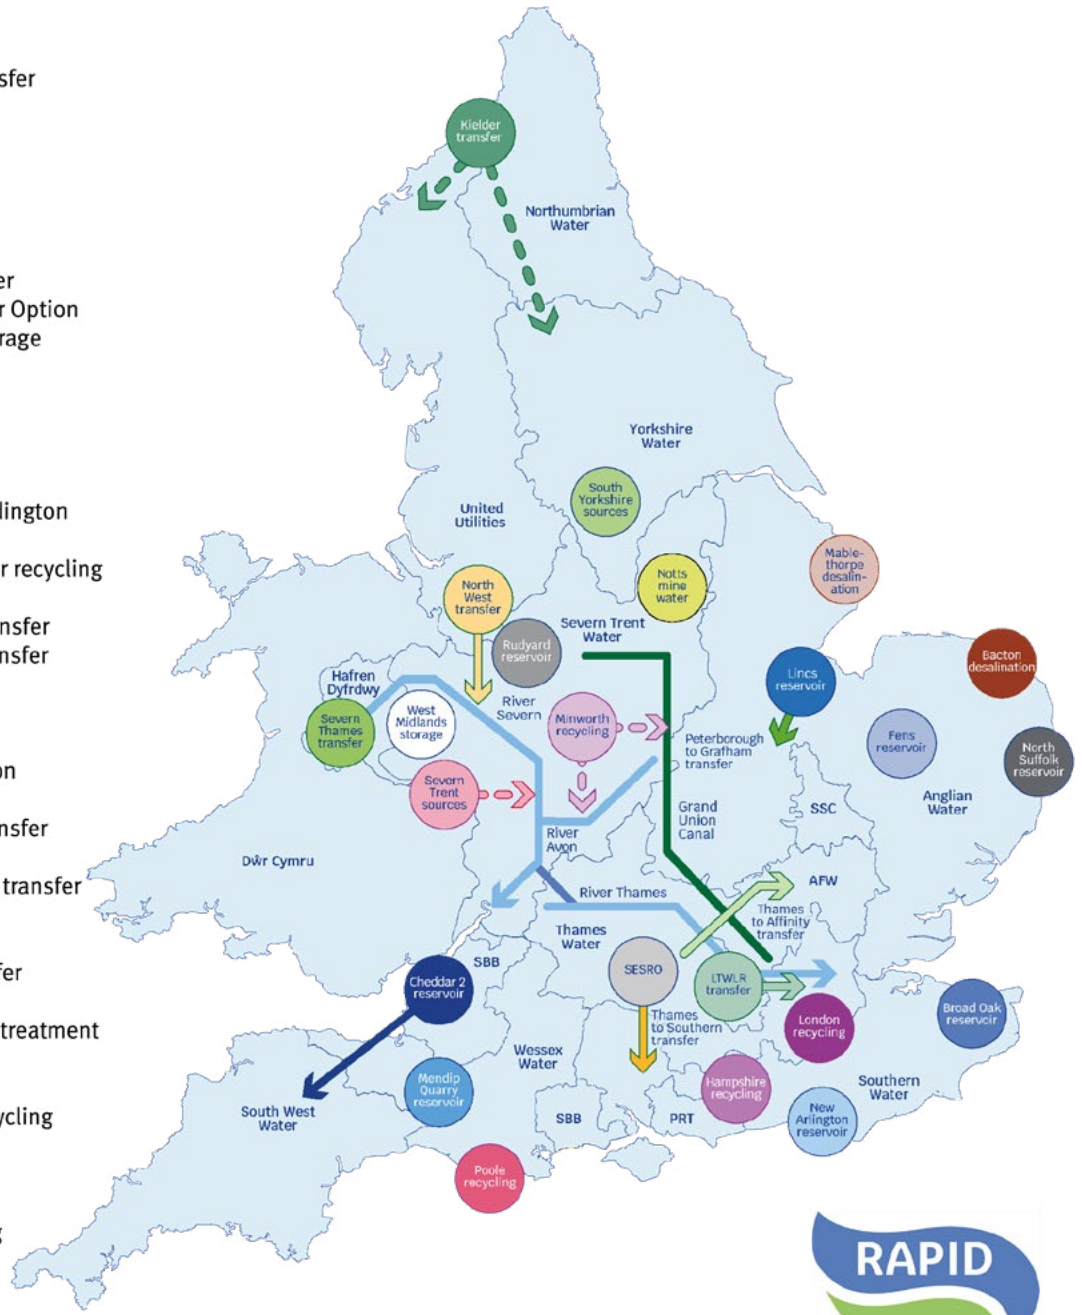 sfer
er
r Option
rage
lington
r recycling
nsfer
nsfer
on
nsfer
transfer
fer
treatment
ycling
g
Kielder
transfer
Northumbrian
Water
Yorkshire
Water
South
Yorkshire
sources
United
Utilities
Mable-
thorpe
desalin-
ation
Notts
mine
water
North
West
transfer
Severn Trent
Water
Rudyard
reservoir
Bacton
desalination
Lincs
reservoir
Hafren
Dyfrdwy
River
Severn
West
Midlands
storage
Severn
Thames
transfer
Minworth
recycling
Peterborough
to Grafham
transfer
Fens
reservoir
North
Suffolk
reservoir
Severn
Trent
sources
Anglian
Water
SSC
Grand
Union
Canal
River
Avon
Dŵr Cymru
AFW
River Thames
Thames
to Affinity
transfer
Thames
Water
SBB
SESRO
LTWLR
transfer
Cheddar 2
reservoir
Broad Oak
reservoir
London
recycling
Thames
to Southern
transfer
Wessex
Water
Mendip
Quarry
reservoir
Hampshire
recycling
Southern
Water
South West
Water
SBB
PRT
New
Arlington
reservoir
Poole
recycling
RAPID